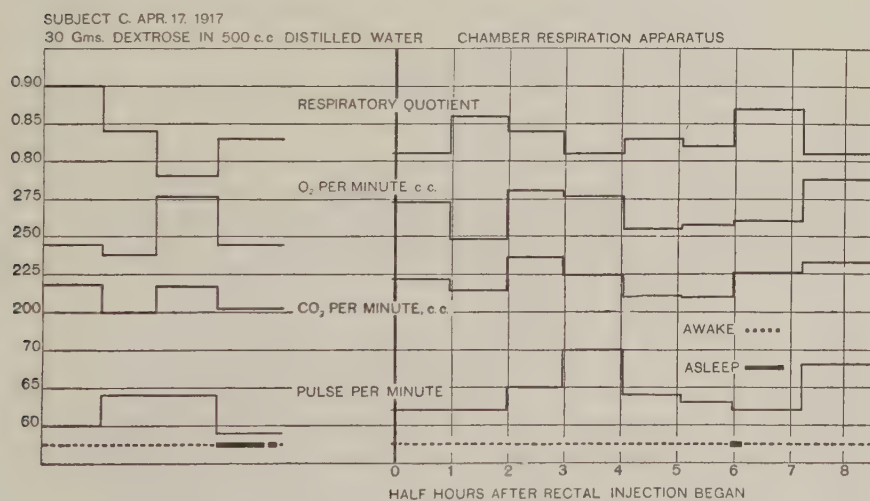 SUBJECT C. APR. 17. 1917
30 Gms. DEXTROSE IN 500 c.c DISTILLED WATER CHAMBER RESPIRATION APPARATUS
0.90
RESPIRATORY QUOTIENT
0.85
0.80
O₂ PER MINUTE c.c.
275
250
225
200
CO₂ PER MINUTE, c.c.
AWAKE
70
ASLEEP
PULSE PER MINUTE
65
60
0 1 2 3 4 5 6 7 8
HALF HOURS AFTER RECTAL INJECTION BEGAN